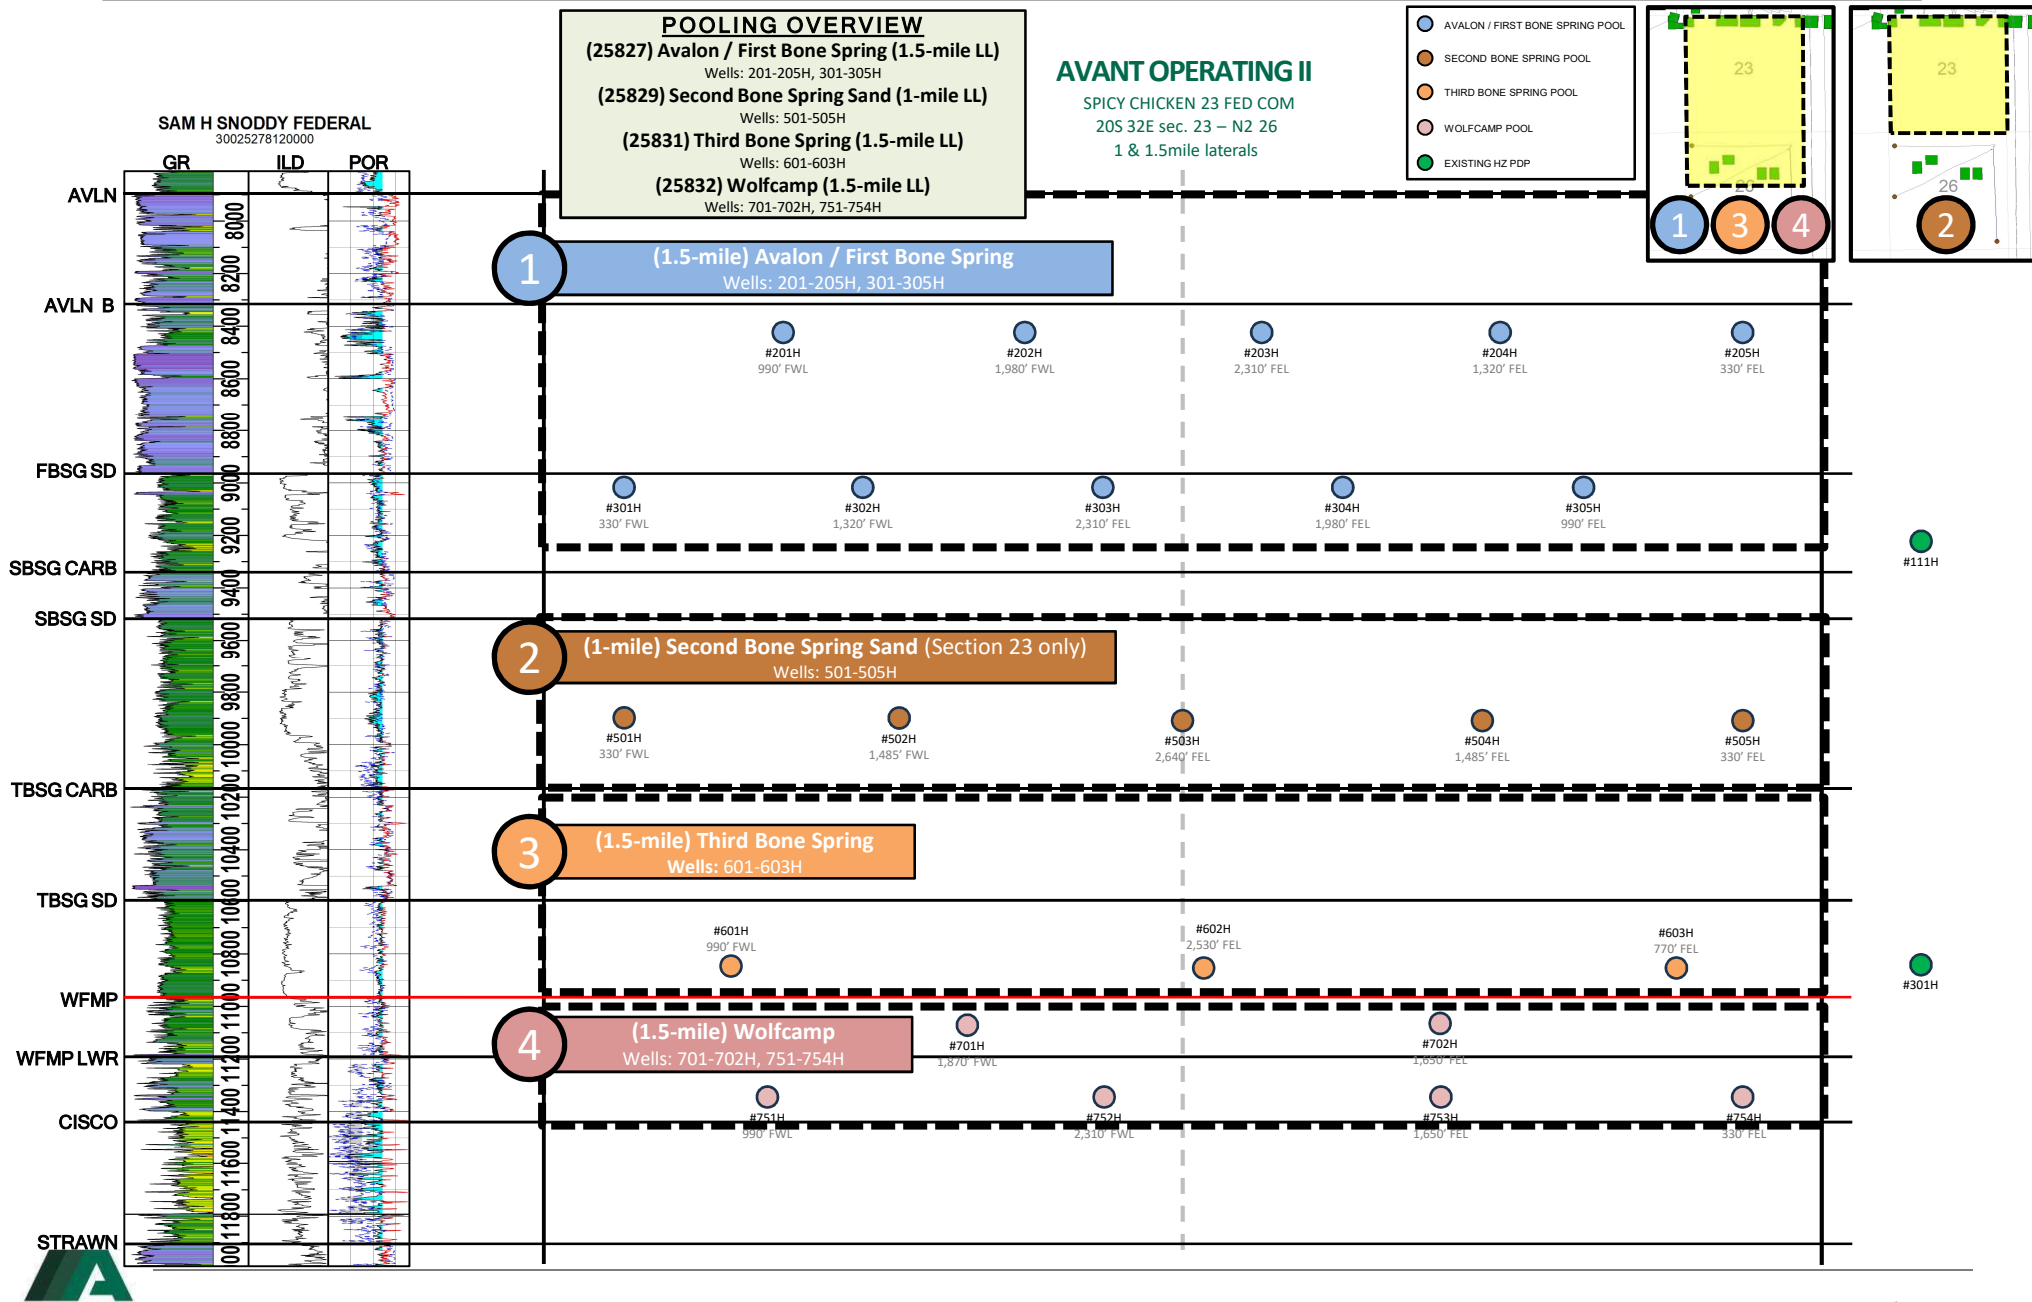 POOLING OVERVIEW
(25827) Avalon / First Bone Spring (1.5-mile LL)
Wells: 201-205H, 301-305H
(25829) Second Bone Spring Sand (1-mile LL)
Wells: 501-505H
(25831) Third Bone Spring (1.5-mile LL)
Wells: 601-603H
(25832) Wolfcamp (1.5-mile LL)
Wells: 701-702H, 751-754H
AVANT OPERATING II
SPICY CHICKEN 23 FED COM
20S 32E sec. 23 – N2 26
1 & 1.5mile laterals
AVALON / FIRST BONE SPRING POOL
SECOND BONE SPRING POOL
THIRD BONE SPRING POOL
WOLFCAMP POOL
EXISTING HZ PDP
23
26
1 3 4
23
26
2
SAM H SNODDY FEDERAL
30025278120000
GR ILD POR
AVLN
8000
8200
AVLN B
8400
8600
8800
FBSG SD
9000
9200
SBSG CARB
9400
SBSG SD
9600
9800
10000
TBSG CARB
10200
10400
TBSG SD
10600
10800
WFMP
11000
WFMP LWR
11200
11400
CISCO
11600
11800
STRAWN
00
1
(1.5-mile) Avalon / First Bone Spring
Wells: 201-205H, 301-305H
#201H #202H #203H #204H #205H
990' FWL 1,980' FWL 2,310' FEL 1,320' FEL 330' FEL
#301H #302H #303H #304H #305H
330' FWL 1,320' FWL 2,310' FEL 1,980' FEL 990' FEL
#111H
2
(1-mile) Second Bone Spring Sand (Section 23 only)
Wells: 501-505H
#501H #502H #503H #504H #505H
330' FWL 1,485' FWL 2,640' FEL 1,485' FEL 330' FEL
3
(1.5-mile) Third Bone Spring
Wells: 601-603H
#601H #602H #603H
990' FWL 2,530' FEL 770' FEL
#301H
4
(1.5-mile) Wolfcamp
Wells: 701-702H, 751-754H
#701H #702H
1,870' FWL 1,650' FEL
#751H #752H #753H #754H
990' FWL 2,310' FWL 1,650' FEL 330' FEL
A